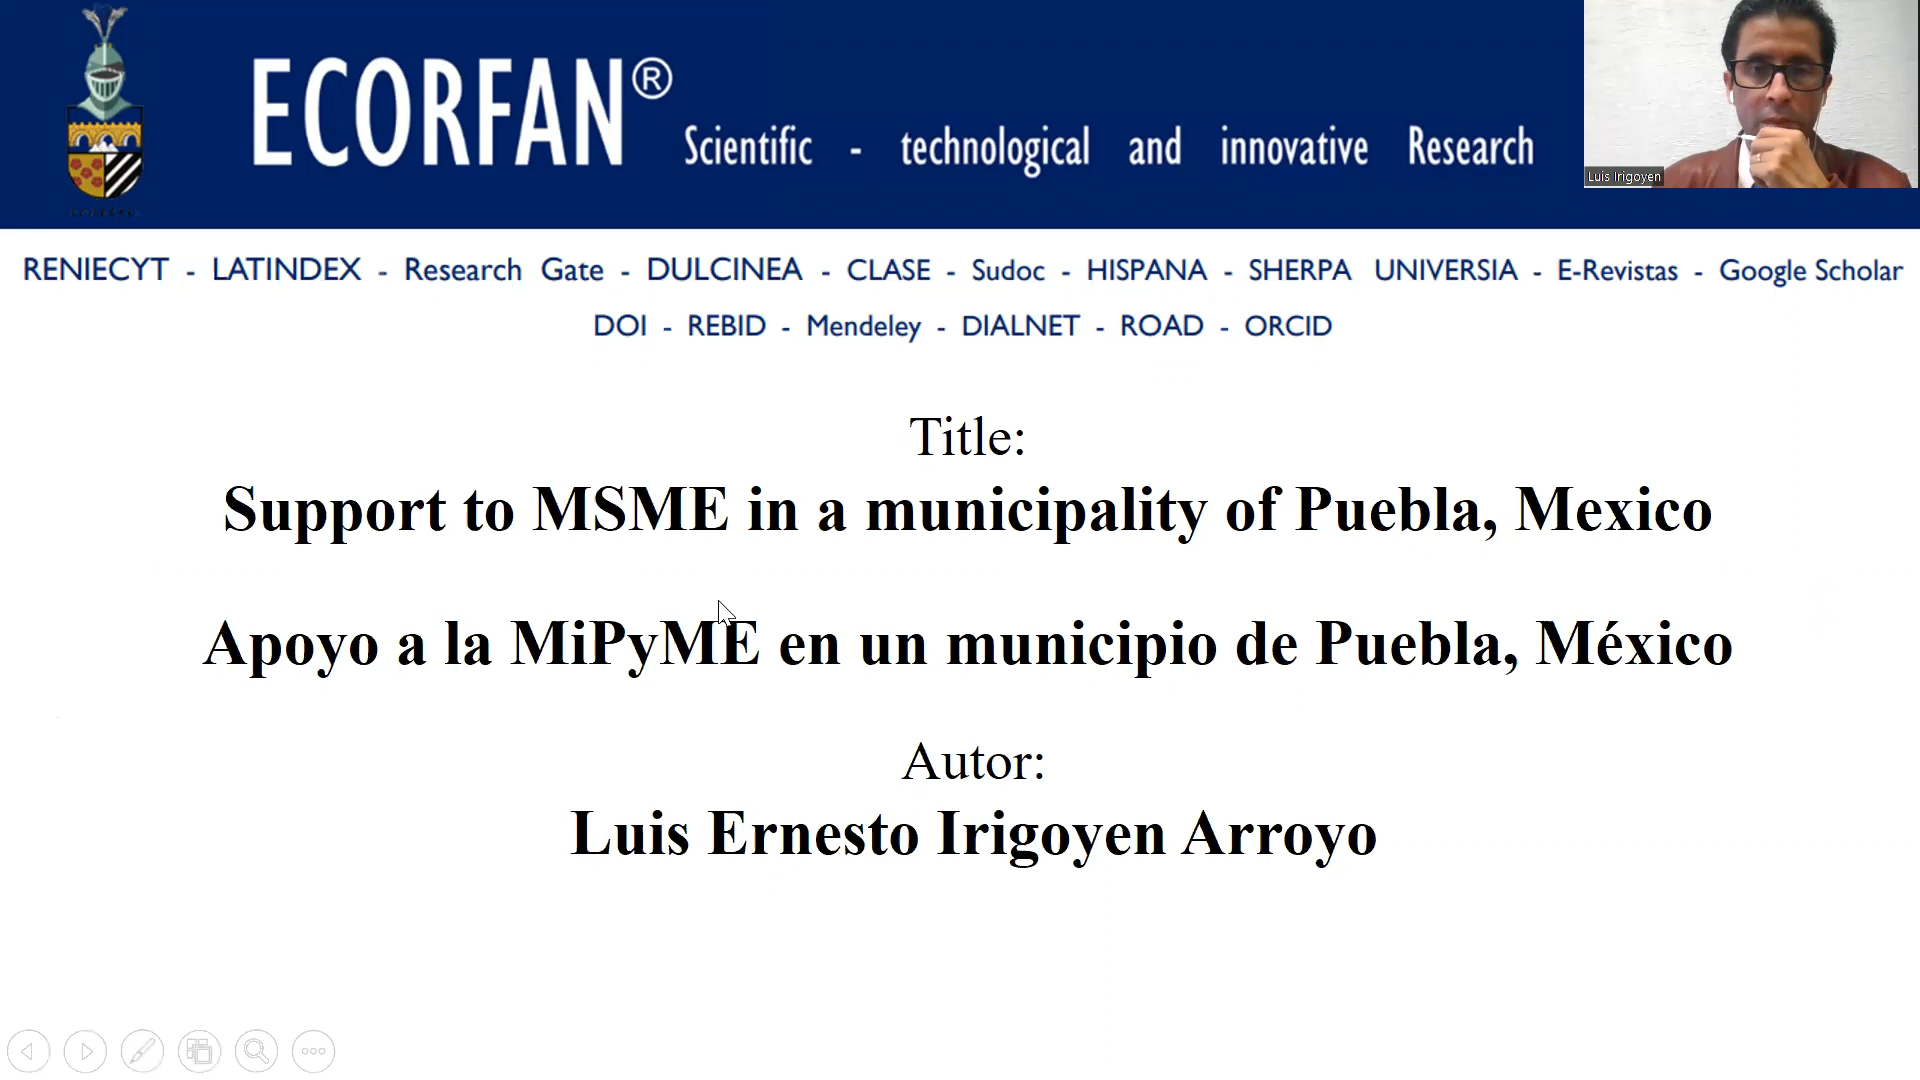 ECORFAN®
Scientific - technological and innovative Research
Luis Irigoyen
RENIECYT - LATINDEX - Research Gate - DULCINEA - CLASE - Sudoc - HISPANA - SHERPA UNIVERSIA - E-Revistas - Google Scholar
DOI - REBID - Mendeley - DIALNET - ROAD - ORCID
Title:
Support to MSME in a municipality of Puebla, Mexico
Apoyo a la MiPyME en un municipio de Puebla, México
Autor:
Luis Ernesto Irigoyen Arroyo